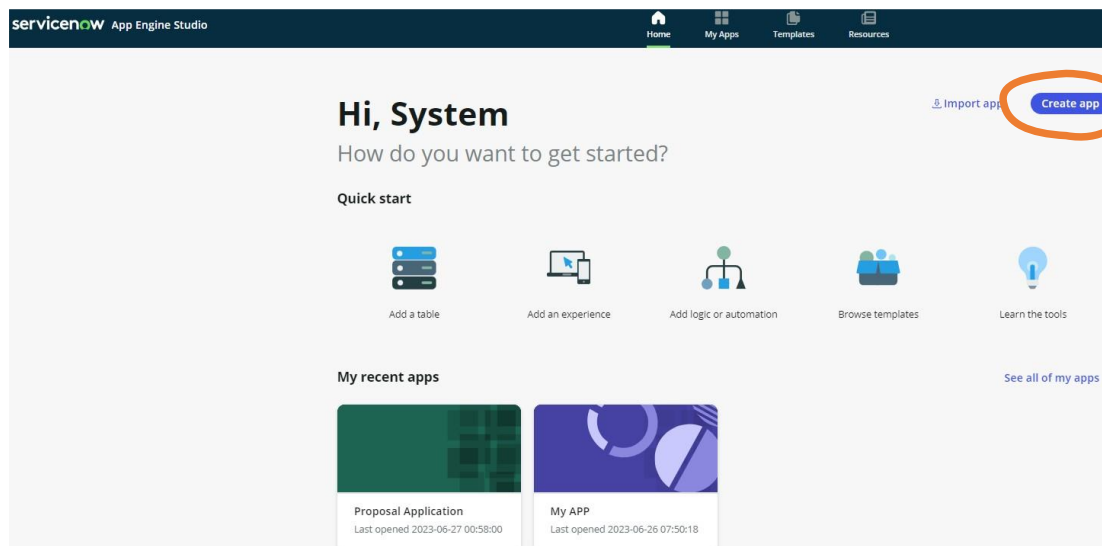 servicenow App Engine Studio
Home My Apps Templates Resources
Hi, System
Import app Create app
How do you want to get started?
Quick start
Add a table Add an experience Add logic or automation Browse templates Learn the tools
My recent apps See all of my apps
Proposal Application My APP
Last opened 2023-06-27 00:58:00 Last opened 2023-06-26 07:50:18